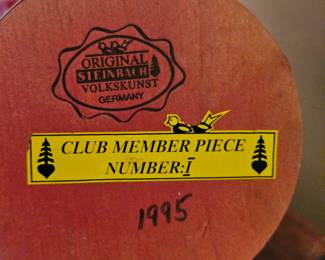 ORIGINAL
STEINBACH
VOLKSKUNST
GERMANY
CLUB MEMBER PIECE
NUMBER:I
1995